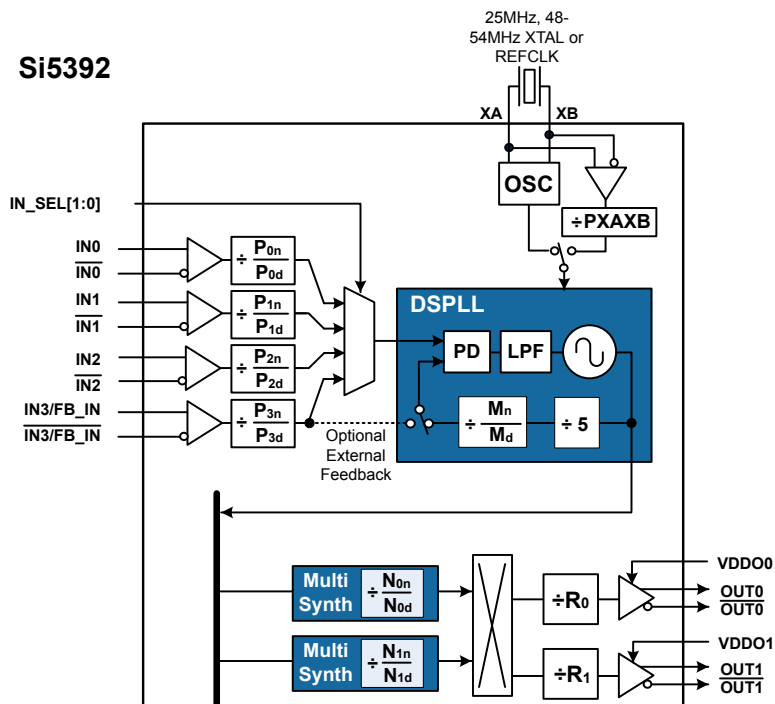 25MHz, 48-
54MHz XTAL or
REFCLK
Si5392
XA
XB
OSC
÷PXAXB
IN_SEL[1:0]
IN0
IN0
÷ P0n
P0d
IN1
IN1
÷ P1n
P1d
IN2
IN2
÷ P2n
P2d
IN3/FB_IN
IN3/FB_IN
÷ P3n
P3d
DSPLL
PD
LPF
÷ Mn
Md
÷ 5
Optional
External
Feedback
Multi
Synth
÷ N0n
N0d
÷R0
VDDO0
OUT0
OUT0
Multi
Synth
÷ N1n
N1d
÷R1
VDDO1
OUT1
OUT1